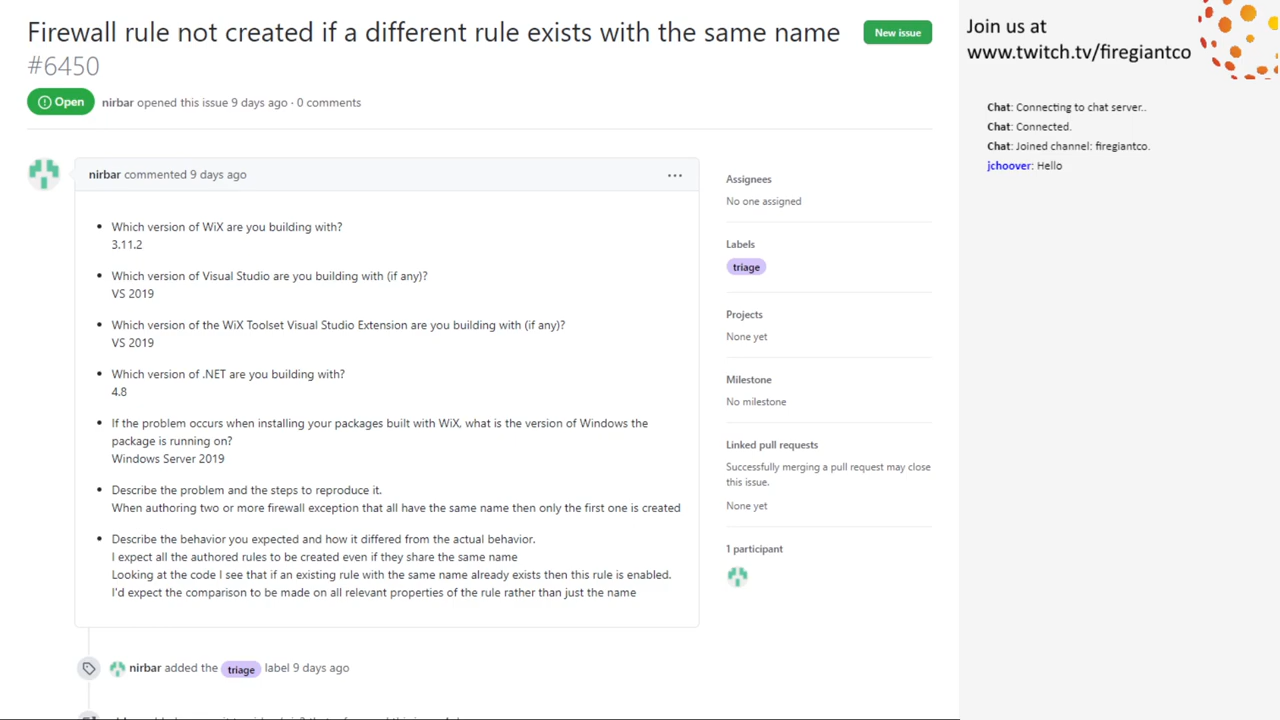 Firewall rule not created if a different rule exists with the same name
#6450
New issue
Open
nirbar opened this issue 9 days ago · 0 comments
nirbar commented 9 days ago
Which version of WiX are you building with?
3.11.2
Which version of Visual Studio are you building with (if any)?
VS 2019
Which version of the WiX Toolset Visual Studio Extension are you building with (if any)?
VS 2019
Which version of .NET are you building with?
4.8
If the problem occurs when installing your packages built with WiX, what is the version of Windows the
package is running on?
Windows Server 2019
Describe the problem and the steps to reproduce it.
When authoring two or more firewall exception that all have the same name then only the first one is created
Describe the behavior you expected and how it differed from the actual behavior.
I expect all the authored rules to be created even if they share the same name
Looking at the code I see that if an existing rule with the same name already exists then this rule is enabled.
I'd expect the comparison to be made on all relevant properties of the rule rather than just the name
nirbar added the triage label 9 days ago
Assignees
No one assigned
Labels
triage
Projects
None yet
Milestone
No milestone
Linked pull requests
Successfully merging a pull request may close
this issue.
None yet
1 participant
Join us at
www.twitch.tv/firegiantco
Chat: Connecting to chat server..
Chat: Connected.
Chat: Joined channel: firegiantco.
jchoover: Hello